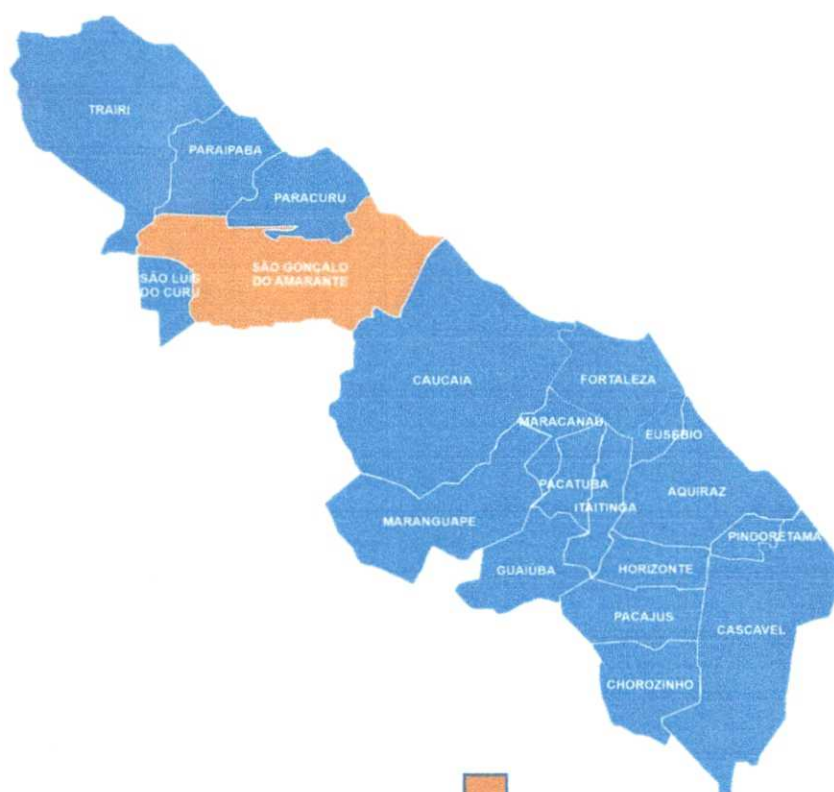 TRAIRI
PARAIPABA
PARACURU
SÃO GONÇALO
DO AMARANTE
SÃO LUIS
DO CURU
CAUCAIA
FORTALEZA
MARACANAÚ
EUSÉBIO
PACATUBA
AQUIRAZ
ITAITINGA
MARANGUAPE
PINDORETAMA
GUAIÚBA
HORIZONTE
PACAJUS
CASCAVEL
CHOROZINHO